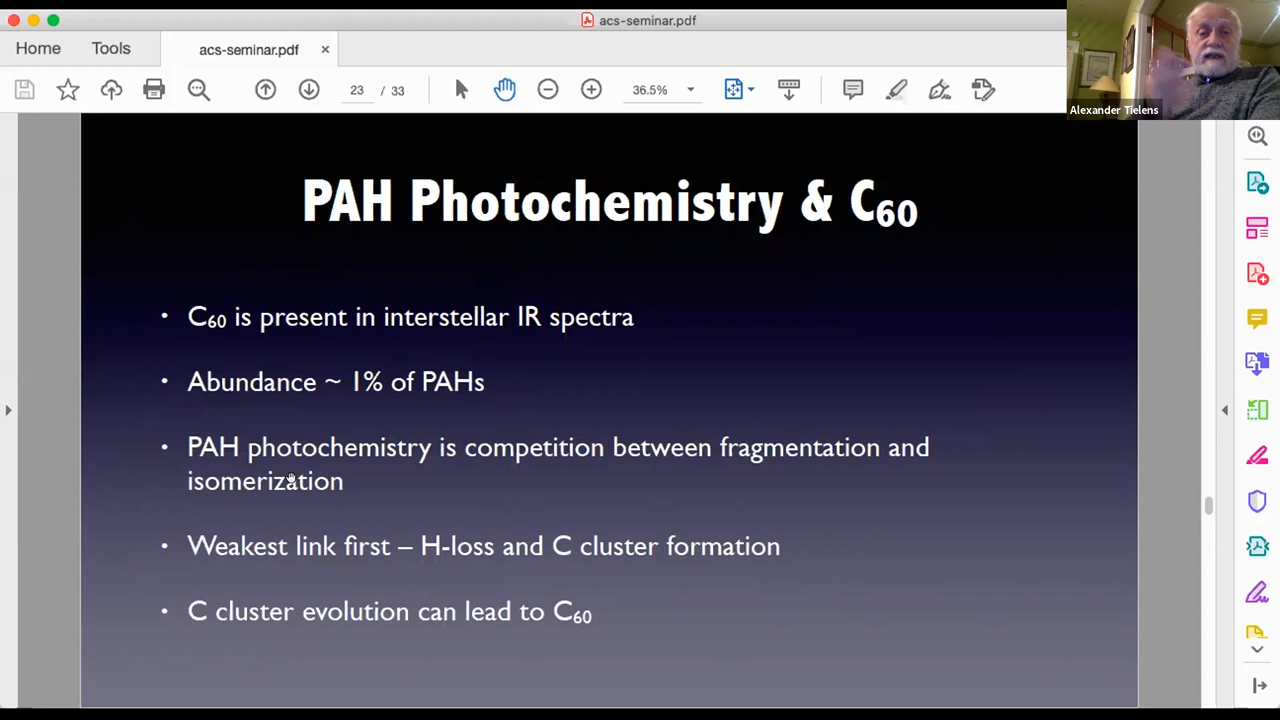 acs-seminar.pdf
Home
Tools
acs-seminar.pdf
23 / 33
36.5%
Alexander Tielens
PAH Photochemistry & C60
• C60 is present in interstellar IR spectra
• Abundance ~ 1% of PAHs
• PAH photochemistry is competition between fragmentation and
isomerization
• Weakest link first – H-loss and C cluster formation
• C cluster evolution can lead to C60